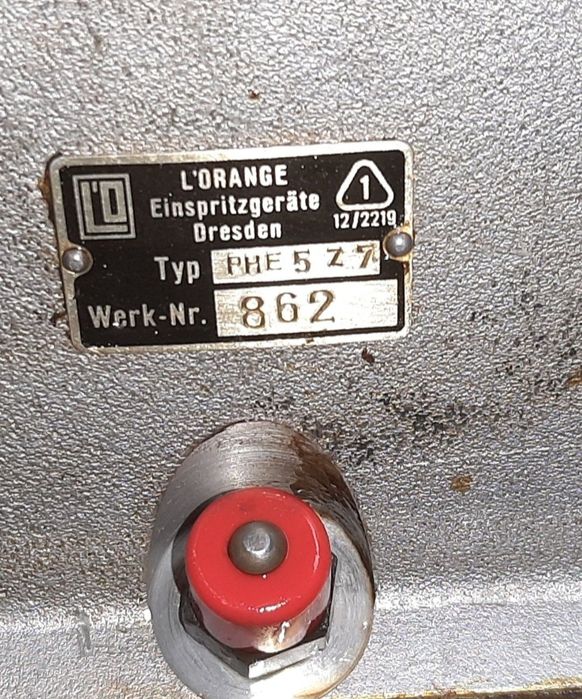 L'O
L'ORANGE
Einspritzgeräte
Dresden
1
12/2219
Typ PHE 5 Z 7
Werk-Nr. 862